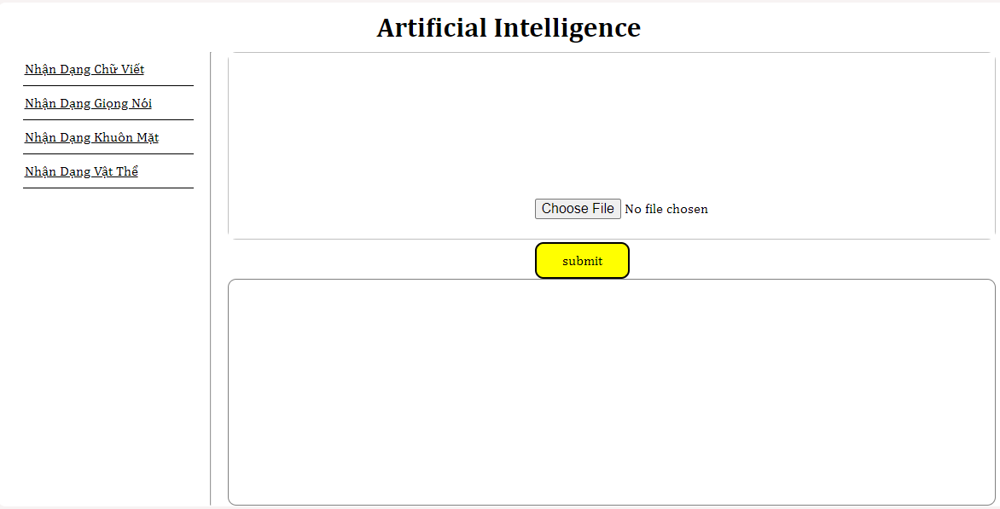 Artificial Intelligence
Nhận Dạng Chữ Viết
Nhận Dạng Giọng Nói
Nhận Dạng Khuôn Mặt
Nhận Dạng Vật Thể
Choose File No file chosen
submit